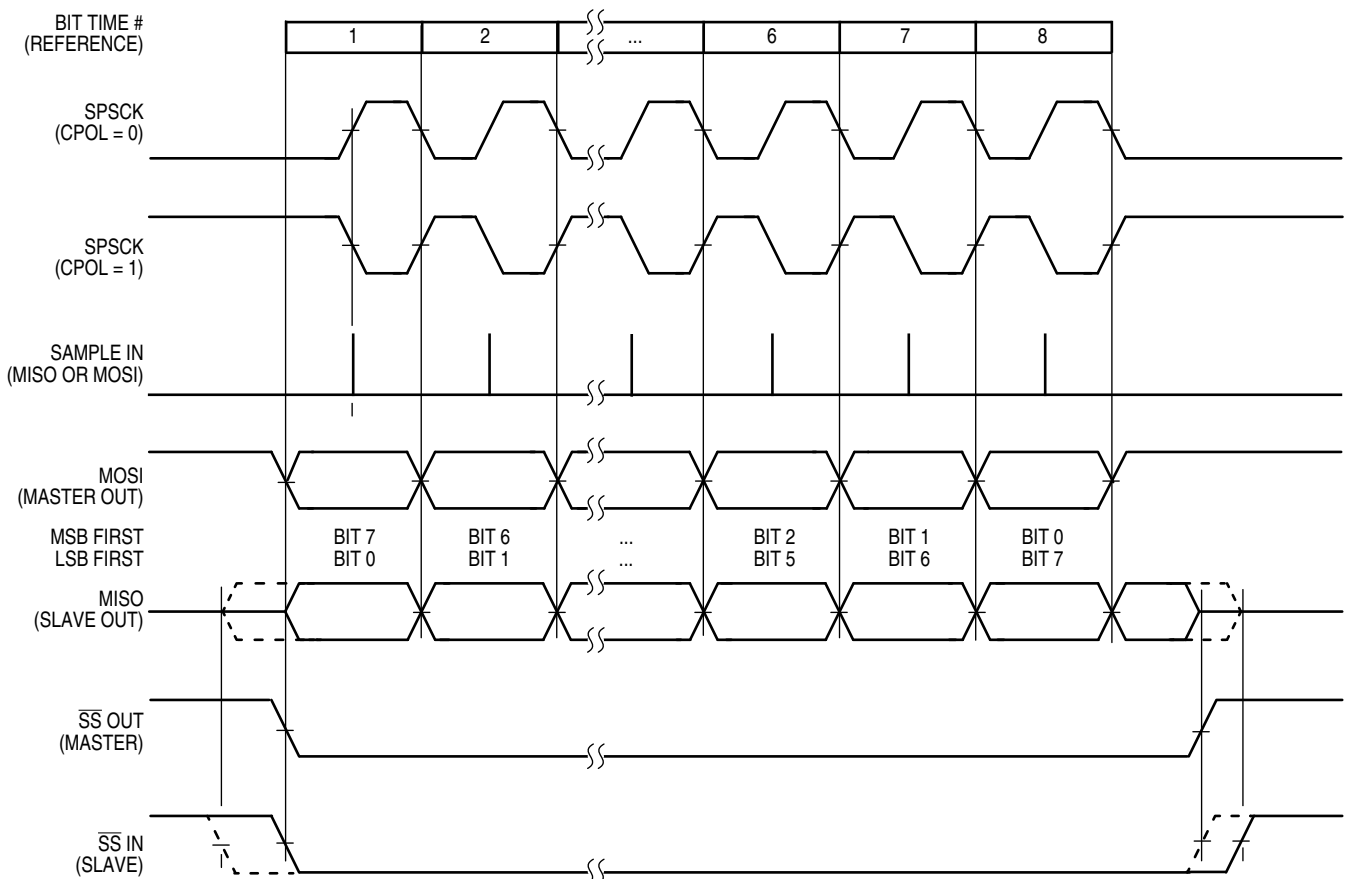 BIT TIME #
(REFERENCE)
1 2 ... 6 7 8
SPSCK
(CPOL = 0)
SPSCK
(CPOL = 1)
SAMPLE IN
(MISO OR MOSI)
MOSI
(MASTER OUT)
MSB FIRST BIT 7 BIT 6 ... BIT 2 BIT 1 BIT 0
LSB FIRST BIT 0 BIT 1 ... BIT 5 BIT 6 BIT 7
MISO
(SLAVE OUT)
S̅S̅ OUT
(MASTER)
S̅S̅ IN
(SLAVE)